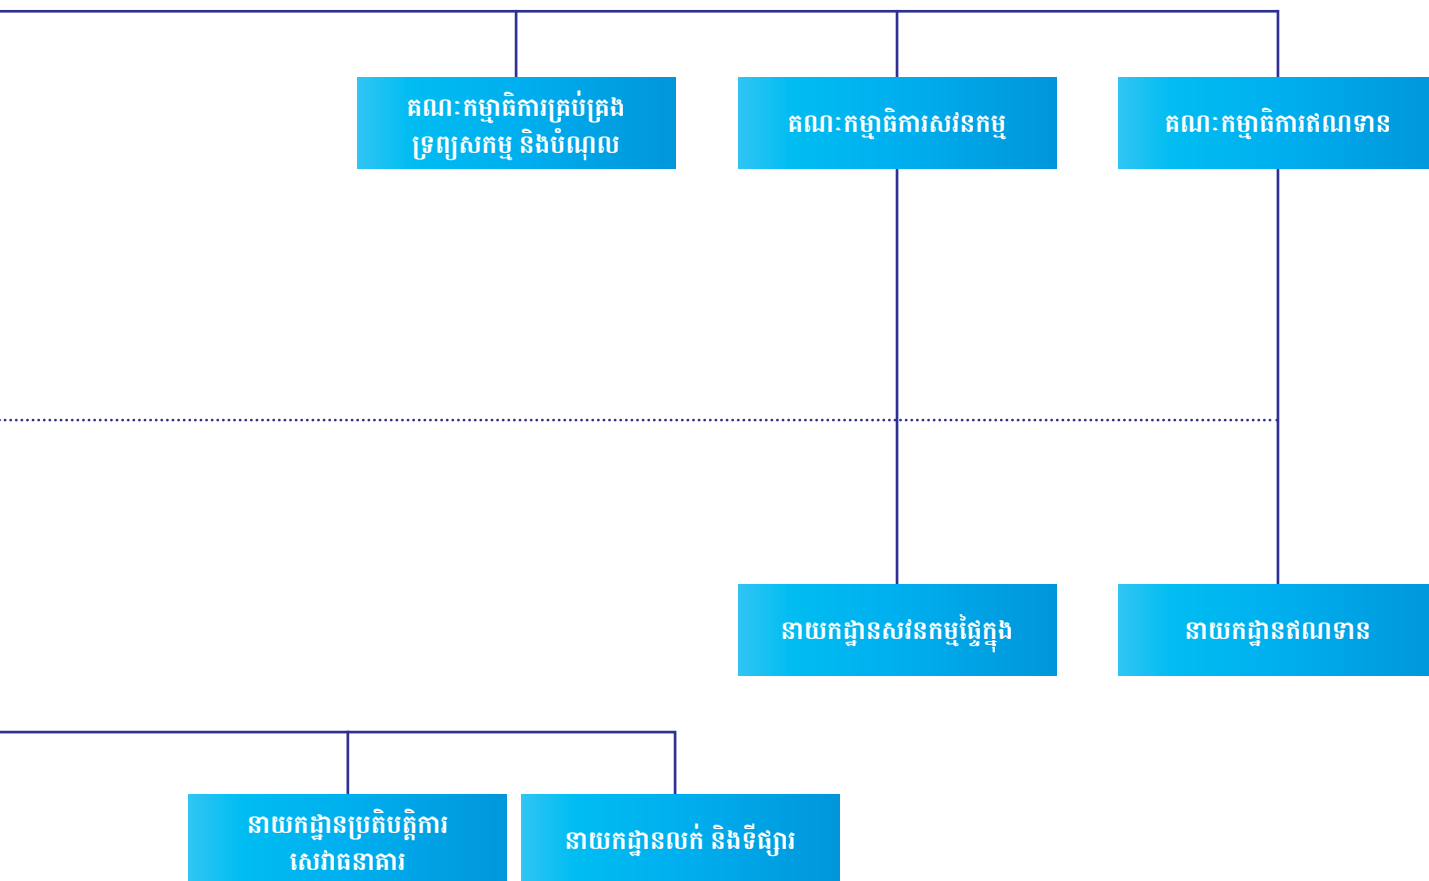 គណៈកម្មាធិការគ្រប់គ្រង
ទ្រព្យសកម្ម និងបំណុល
គណៈកម្មាធិការសវនកម្ម
គណៈកម្មាធិការឥណទាន
នាយកដ្ឋានសវនកម្មផ្ទៃក្នុង
នាយកដ្ឋានឥណទាន
នាយកដ្ឋានប្រតិបត្តិការ
សេវាធនាគារ
នាយកដ្ឋានលក់ និងទីផ្សារ